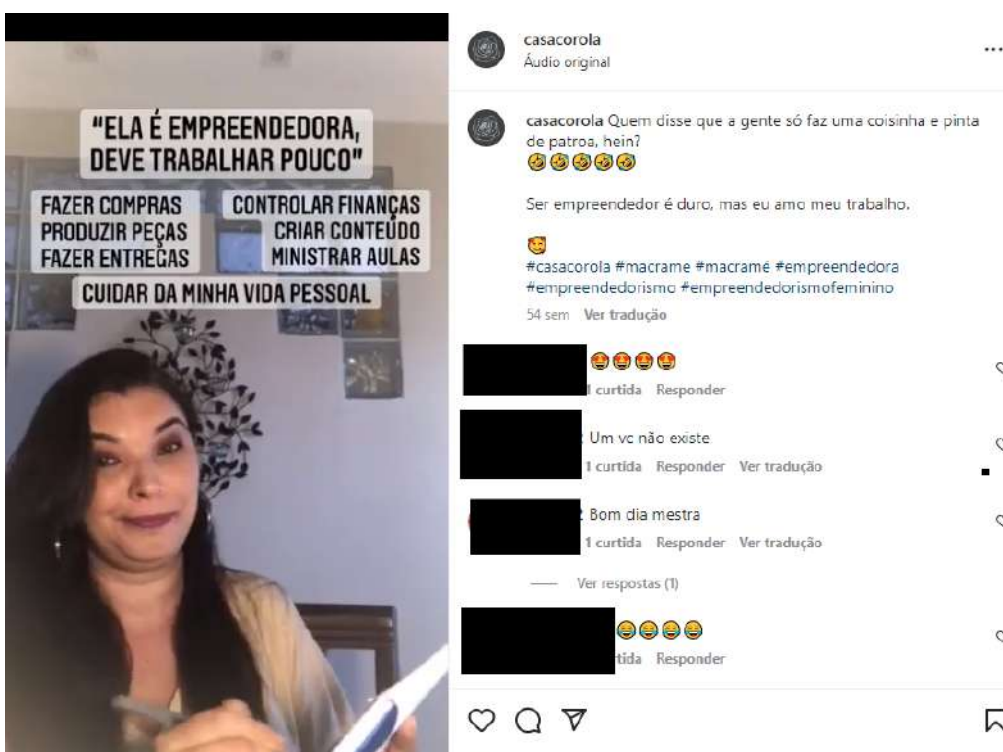 "ELA É EMPREENDEDORA,
DEVE TRABALHAR POUCO"
FAZER COMPRAS
PRODUZIR PEÇAS
FAZER ENTREGAS
CONTROLAR FINANÇAS
CRIAR CONTEÚDO
MINISTRAR AULAS
CUIDAR DA MINHA VIDA PESSOAL
casacorola
Áudio original
casacorola Quem disse que a gente só faz uma coisinha e pinta
de patroa, hein?
🤣🤣🤣🤣🤣
Ser empreendedor é duro, mas eu amo meu trabalho.
🥰
#casacorola #macrame #macramé #empreendedora
#empreendedorismo #empreendedorismofeminino
54 sem Ver tradução
🤩🤩🤩🤩
1 curtida Responder
Um vc não existe
1 curtida Responder Ver tradução
Bom dia mestra
1 curtida Responder Ver tradução
Ver respostas (1)
😂😂😂😂
tida Responder